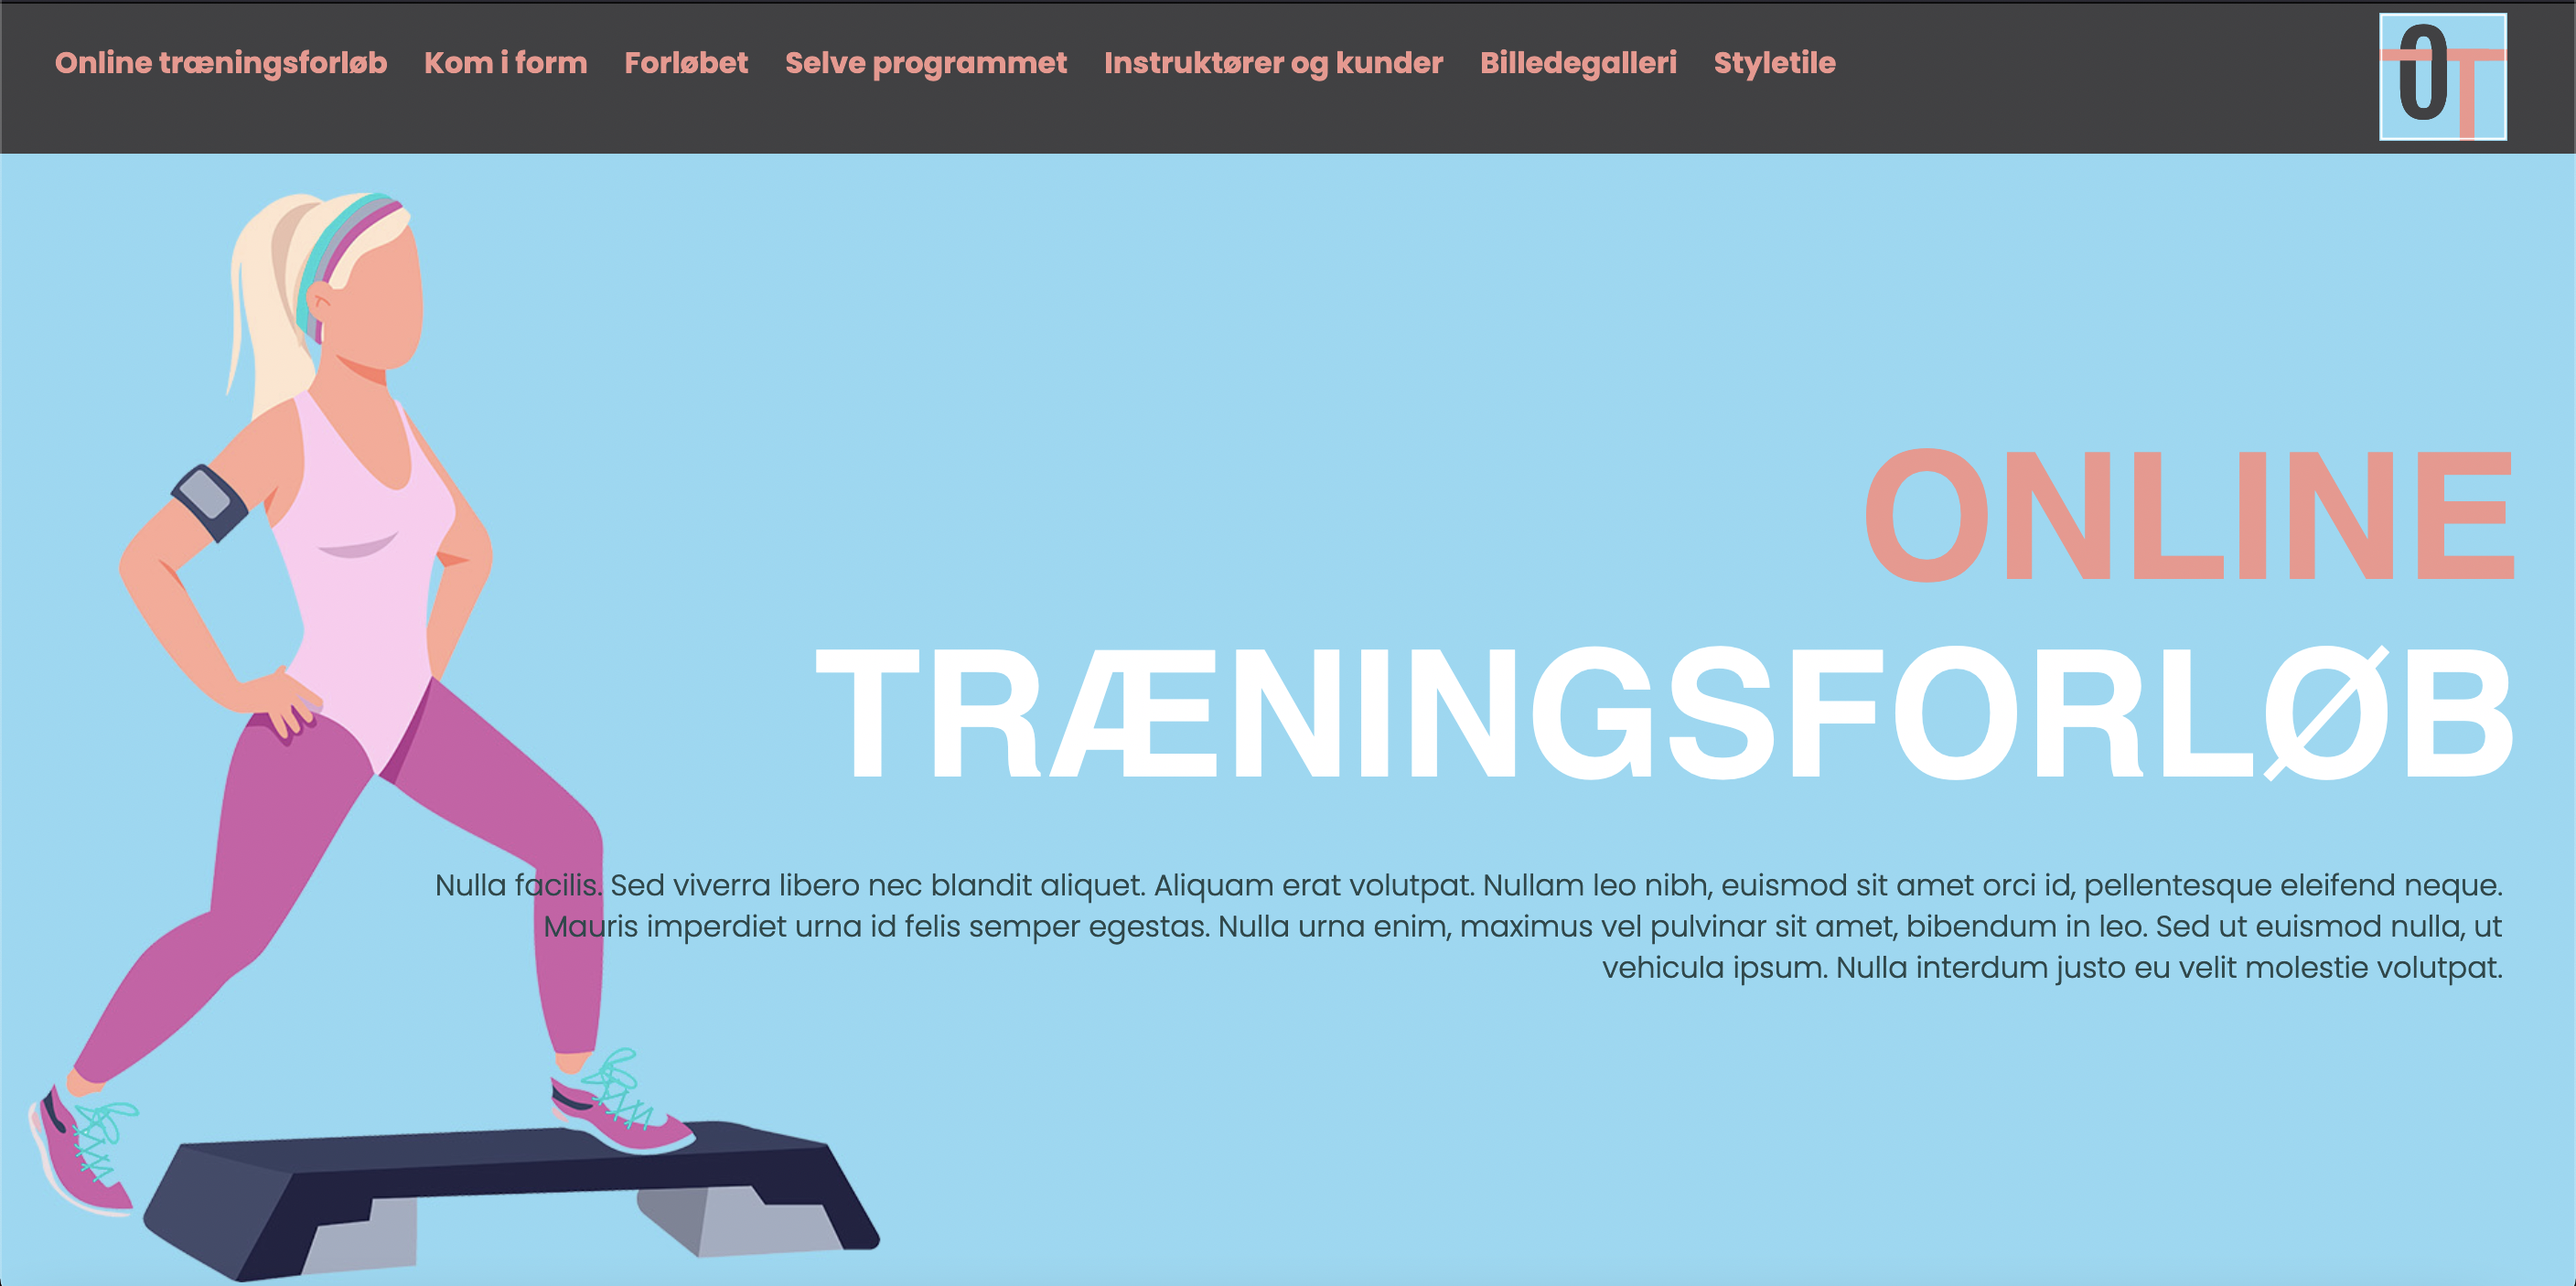 Online træningsforløb Kom i form Forløbet Selve programmet Instruktører og kunder Billedegalleri Styletile
OT
ONLINE
TRÆNINGSFORLØB
Nulla facilis. Sed viverra libero nec blandit aliquet. Aliquam erat volutpat. Nullam leo nibh, euismod sit amet orci id, pellentesque eleifend neque.
Mauris imperdiet urna id felis semper egestas. Nulla urna enim, maximus vel pulvinar sit amet, bibendum in leo. Sed ut euismod nulla, ut
vehicula ipsum. Nulla interdum justo eu velit molestie volutpat.